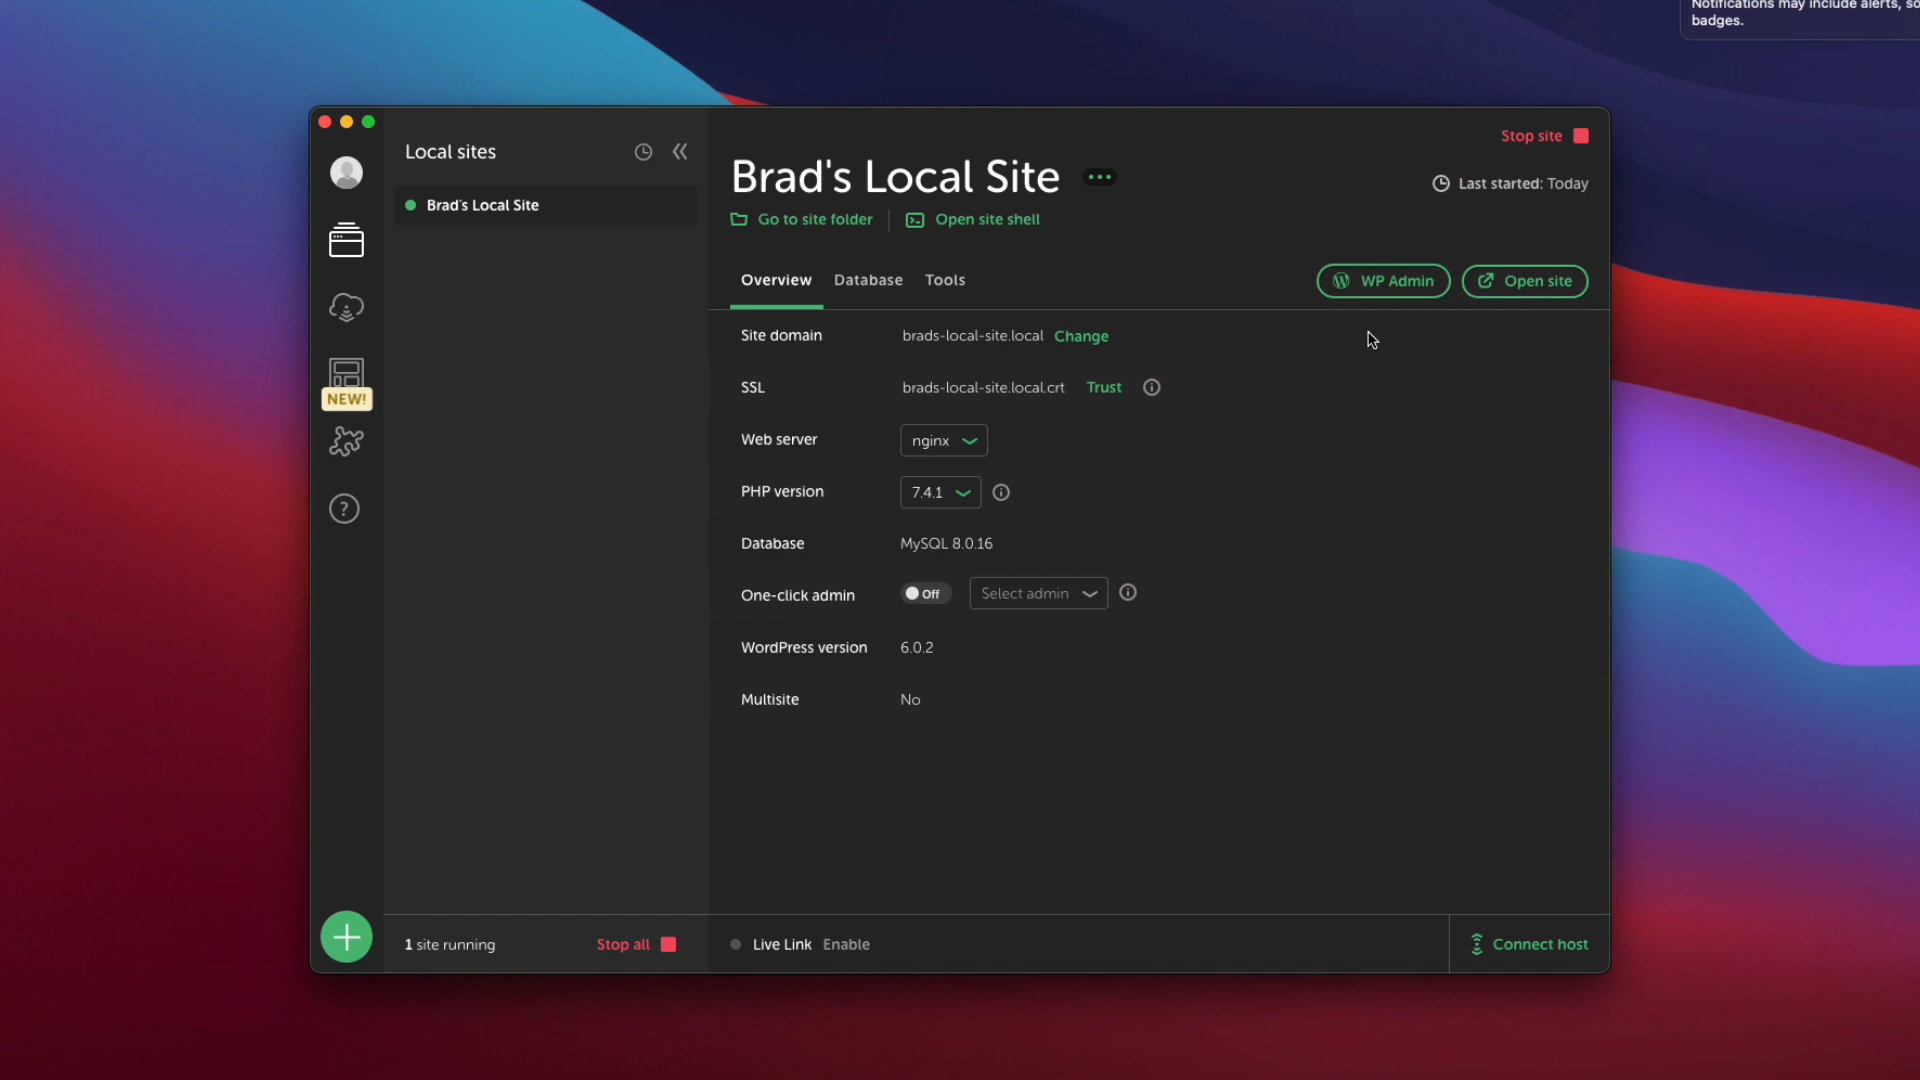 Notifications may include alerts, so
badges.
Local sites
Brad's Local Site
NEW!
?
1 site running
Stop all
Stop site
Brad's Local Site
Last started: Today
Go to site folder
Open site shell
Overview
Database
Tools
WP Admin
Open site
Site domain
brads-local-site.local Change
SSL
brads-local-site.local.crt Trust
Web server
nginx
PHP version
7.4.1
Database
MySQL 8.0.16
One-click admin
Off
Select admin
WordPress version
6.0.2
Multisite
No
Live Link Enable
Connect host